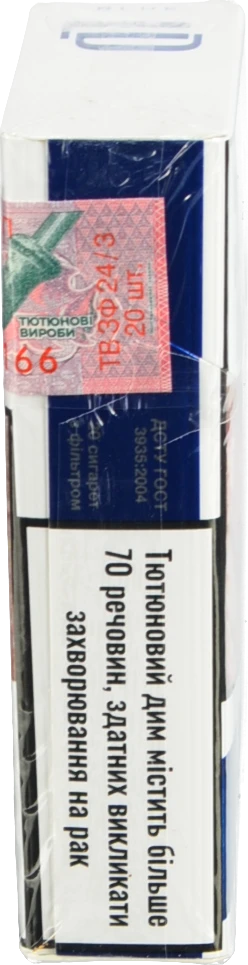 ТЮТЮНОВІ
ВИРОБИ
66
ТВ ЗФ 24/3
20 шт.
ДСТУ ГОСТ
3935:2004
20 сигарет
з фільтром
Тютюновий дим містить більше
70 речовин, здатних викликати
захворювання на рак